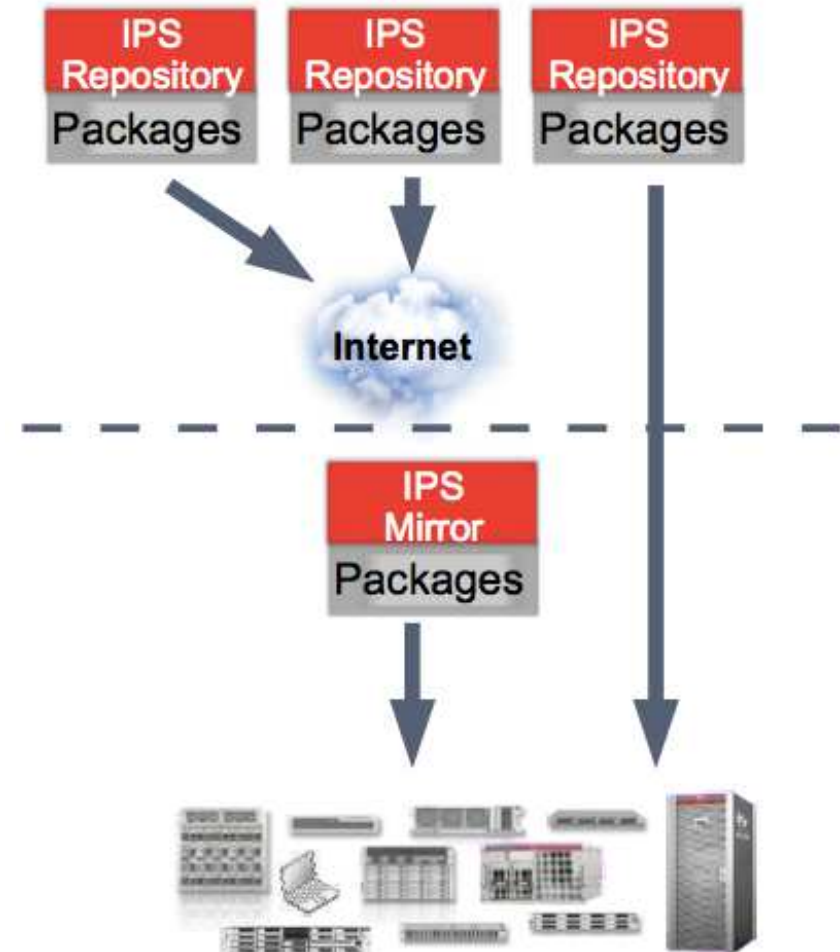 IPS
Repository
Packages
IPS
Repository
Packages
IPS
Repository
Packages
Internet
IPS
Mirror
Packages